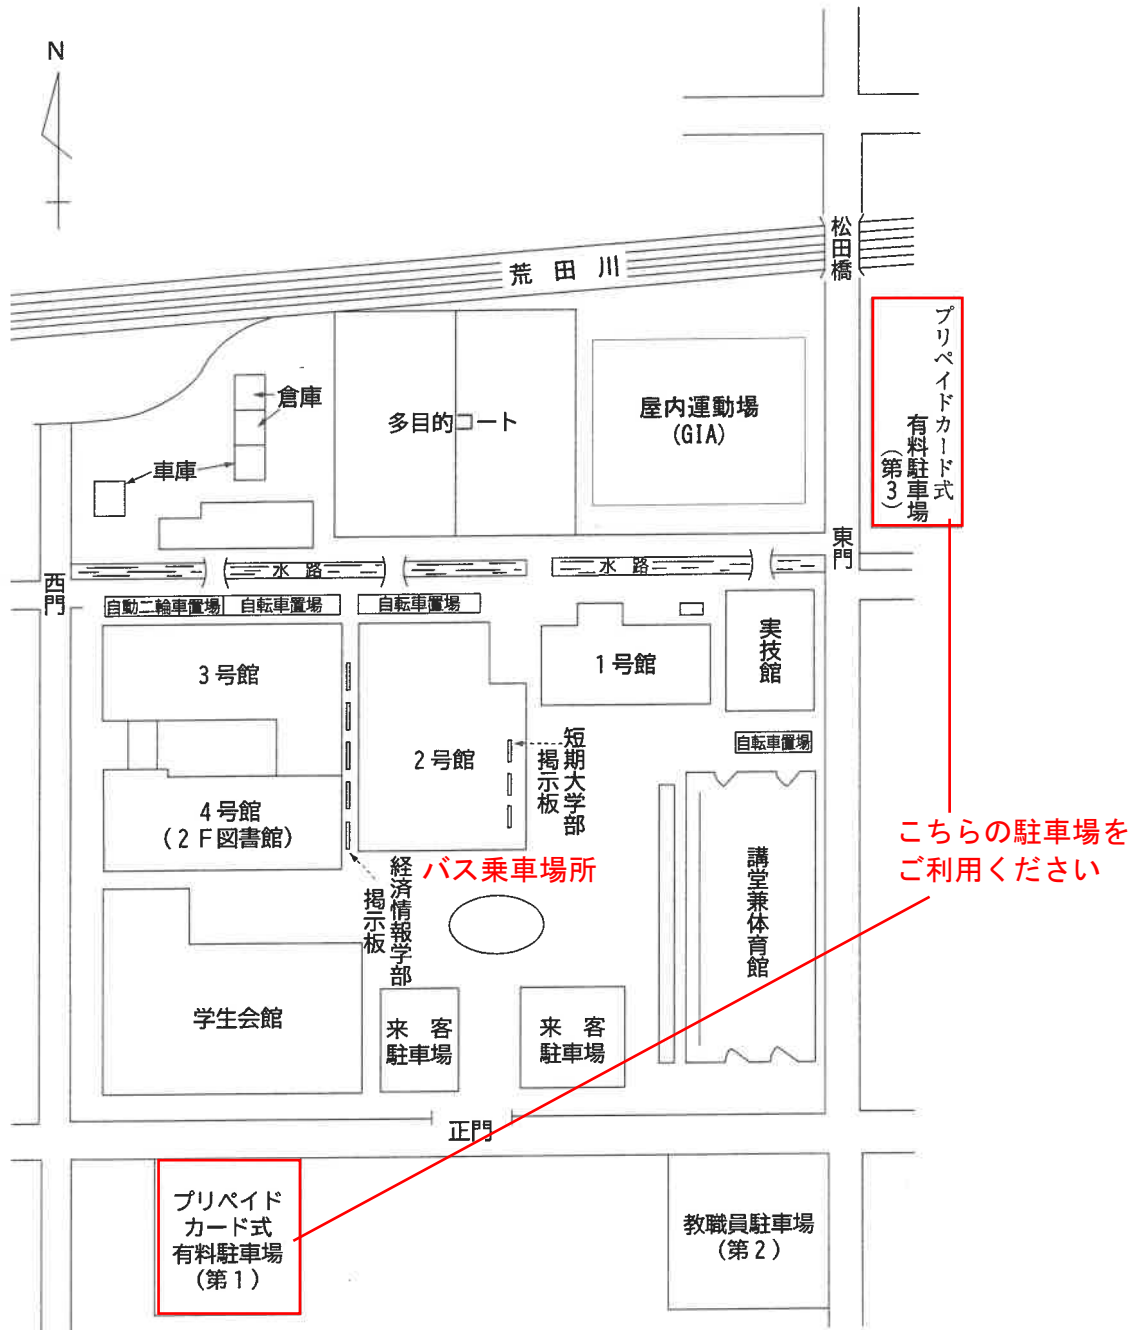 N
松田橋
荒田川
プリペイドカード式
有料駐車場
（第3）
倉庫
多目的コート
屋内運動場
(GIA)
車庫
東門
西門
水路
水路
自動二輪車置場
自転車置場
自転車置場
3号館
1号館
実技館
2号館
短期大学部
掲示板
自転車置場
4号館
(2F図書館)
こちらの駐車場を
ご利用ください
バス乗車場所
経済情報学部
掲示板
講堂兼体育館
学生会館
来客
駐車場
来客
駐車場
正門
プリペイド
カード式
有料駐車場
(第1)
教職員駐車場
(第2)